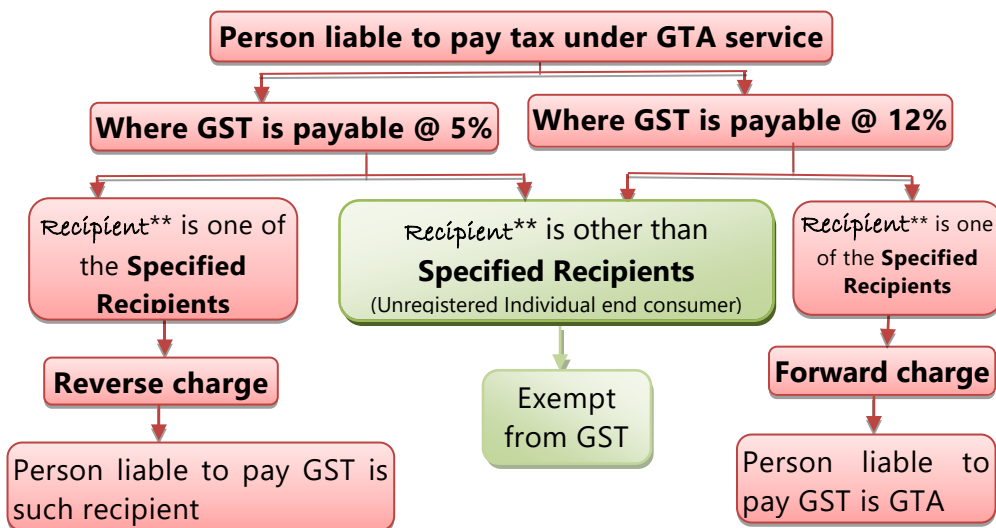 Person liable to pay tax under GTA service
Where GST is payable @ 5%
Where GST is payable @ 12%
Recipient** is one of
the Specified
Recipients
Recipient** is other than
Specified Recipients
(Unregistered Individual end consumer)
Recipient** is one
of the Specified
Recipients
Reverse charge
Exempt
from GST
Forward charge
Person liable to pay GST is
such recipient
Person liable to
pay GST is GTA